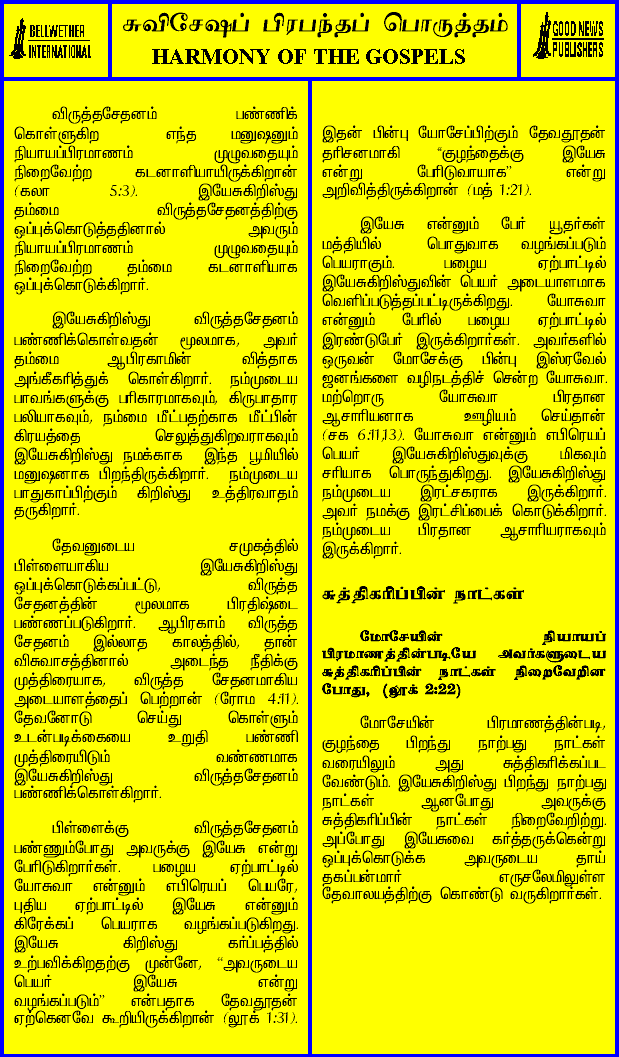 BELLWETHER
INTERNATIONAL
சுவிசேஷப் பிரபந்தப் பொருத்தம்
HARMONY OF THE GOSPELS
GOOD NEWS
PUBLISHERS
விருத்தசேதனம் பண்ணிக்
கொள்ளுகிற எந்த மனுஷனும்
நியாயப்பிரமாணம் முழுவதையும்
நிறைவேற்ற கடனாளியாயிருக்கிறான்
(கலா 5:3). இயேசுகிறிஸ்து
தம்மை விருத்தசேதனத்திற்கு
ஒப்புக்கொடுத்ததினால் அவரும்
நியாயப்பிரமாணம் முழுவதையும்
நிறைவேற்ற தம்மை கடனாளியாக
ஒப்புக்கொடுக்கிறார்.
இயேசுகிறிஸ்து விருத்தசேதனம்
பண்ணிக்கொள்வதன் மூலமாக, அவர்
தம்மை ஆபிரகாமின் வித்தாக
அங்கீகரித்துக் கொள்கிறார். நம்முடைய
பாவங்களுக்கு பரிகாரமாகவும், கிருபாதார
பலியாகவும், நம்மை மீட்பதற்காக மீட்பின்
கிரயத்தை செலுத்துகிறவராகவும்
இயேசுகிறிஸ்து நமக்காக இந்த பூமியில்
மனுஷனாக பிறந்திருக்கிறார். நம்முடைய
பாதுகாப்பிற்கும் கிறிஸ்து உத்திரவாதம்
தருகிறார்.
தேவனுடைய சமுகத்தில்
பிள்ளையாகிய இயேசுகிறிஸ்து
ஒப்புக்கொடுக்கப்பட்டு, விருத்த
சேதனத்தின் மூலமாக பிரதிஷ்டை
பண்ணப்படுகிறார். ஆபிரகாம் விருத்த
சேதனம் இல்லாத காலத்தில், தான்
விசுவாசத்தினால் அடைந்த நீதிக்கு
முத்திரையாக, விருத்த சேதனமாகிய
அடையாளத்தைப் பெற்றான் (ரோம 4:11).
தேவனோடு செய்து கொள்ளும்
உடன்படிக்கையை உறுதி பண்ணி
முத்திரையிடும் வண்ணமாக
இயேசுகிறிஸ்து விருத்தசேதனம்
பண்ணிக்கொள்கிறார்.
பிள்ளைக்கு விருத்தசேதனம்
பண்ணும்போது அவருக்கு இயேசு என்று
பேரிடுகிறார்கள். பழைய ஏற்பாட்டில்
யோசுவா என்னும் எபிரெயப் பெயரே,
புதிய ஏற்பாட்டில் இயேசு என்னும்
கிரேக்கப் பெயராக வழங்கப்படுகிறது.
இயேசு கிறிஸ்து கர்ப்பத்தில்
உற்பவிக்கிறதற்கு முன்னே, “அவருடைய
பெயர் இயேசு என்று
வழங்கப்படும்” என்பதாக தேவதூதன்
ஏற்கெனவே கூறியிருக்கிறான் (லூக் 1:31).
இதன் பின்பு யோசேப்பிற்கும் தேவதூதன்
தரிசனமாகி “குழந்தைக்கு இயேசு
என்று பேரிடுவாயாக” என்று
அறிவித்திருக்கிறான் (மத் 1:21).
இயேசு என்னும் பேர் யூதர்கள்
மத்தியில் பொதுவாக வழங்கப்படும்
பெயராகும். பழைய ஏற்பாட்டில்
இயேசுகிறிஸ்துவின் பெயர் அடையாளமாக
வெளிப்படுத்தப்பட்டிருக்கிறது. யோசுவா
என்னும் பேரில் பழைய ஏற்பாட்டில்
இரண்டுபேர் இருக்கிறார்கள். அவர்களில்
ஒருவன் மோசேக்கு பின்பு இஸ்ரவேல்
ஜனங்களை வழிநடத்திச் சென்ற யோசுவா.
மற்றொரு யோசுவா பிரதான
ஆசாரியனாக ஊழியம் செய்தான்
(சக 6:11,13). யோசுவா என்னும் எபிரெயப்
பெயர் இயேசுகிறிஸ்துவுக்கு மிகவும்
சரியாக பொருந்துகிறது. இயேசுகிறிஸ்து
நம்முடைய இரட்சகராக இருக்கிறார்.
அவர் நமக்கு இரட்சிப்பைக் கொடுக்கிறார்.
நம்முடைய பிரதான ஆசாரியராகவும்
இருக்கிறார்.
சுத்திகரிப்பின் நாட்கள்
மோசேயின் நியாயப்
பிரமாணத்தின்படியே அவர்களுடைய
சுத்திகரிப்பின் நாட்கள் நிறைவேறின
போது, (லூக் 2:22)
மோசேயின் பிரமாணத்தின்படி,
குழந்தை பிறந்து நாற்பது நாட்கள்
வரையிலும் அது சுத்திகரிக்கப்பட
வேண்டும். இயேசுகிறிஸ்து பிறந்து நாற்பது
நாட்கள் ஆனபோது அவருக்கு
சுத்திகரிப்பின் நாட்கள் நிறைவேறிற்று.
அப்போது இயேசுவை கர்த்தருக்கென்று
ஒப்புக்கொடுக்க அவருடைய தாய்
தகப்பன்மார் எருசலேமிலுள்ள
தேவாலயத்திற்கு கொண்டு வருகிறார்கள்.